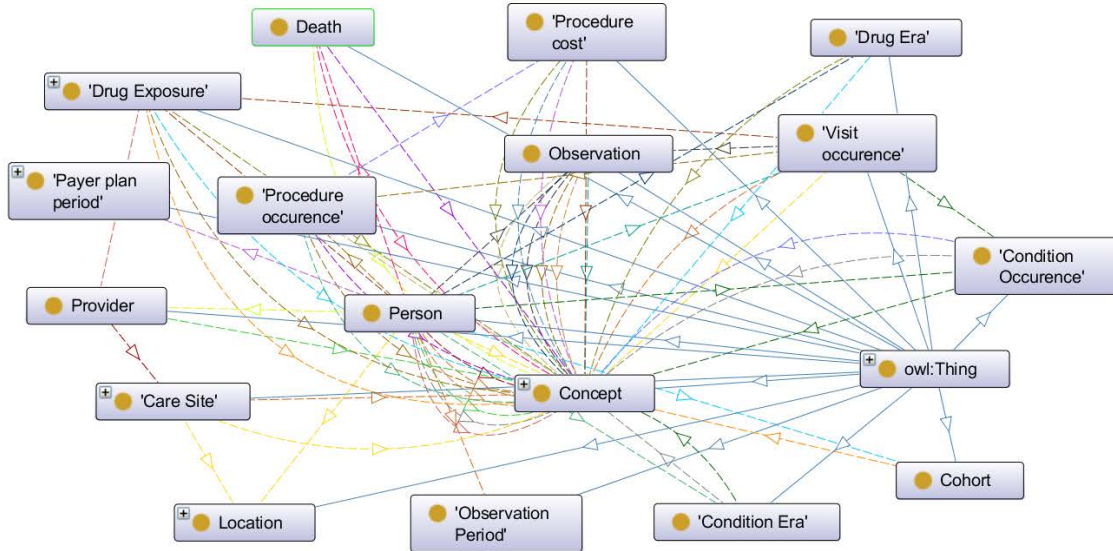 Death
'Procedure
cost'
'Drug Era'
'Drug Exposure'
Observation
'Visit
occurence'
'Payer plan
period'
'Procedure
occurence'
'Condition
Occurence'
Provider
Person
owl:Thing
Concept
'Care Site'
Cohort
Location
'Observation
Period'
'Condition Era'